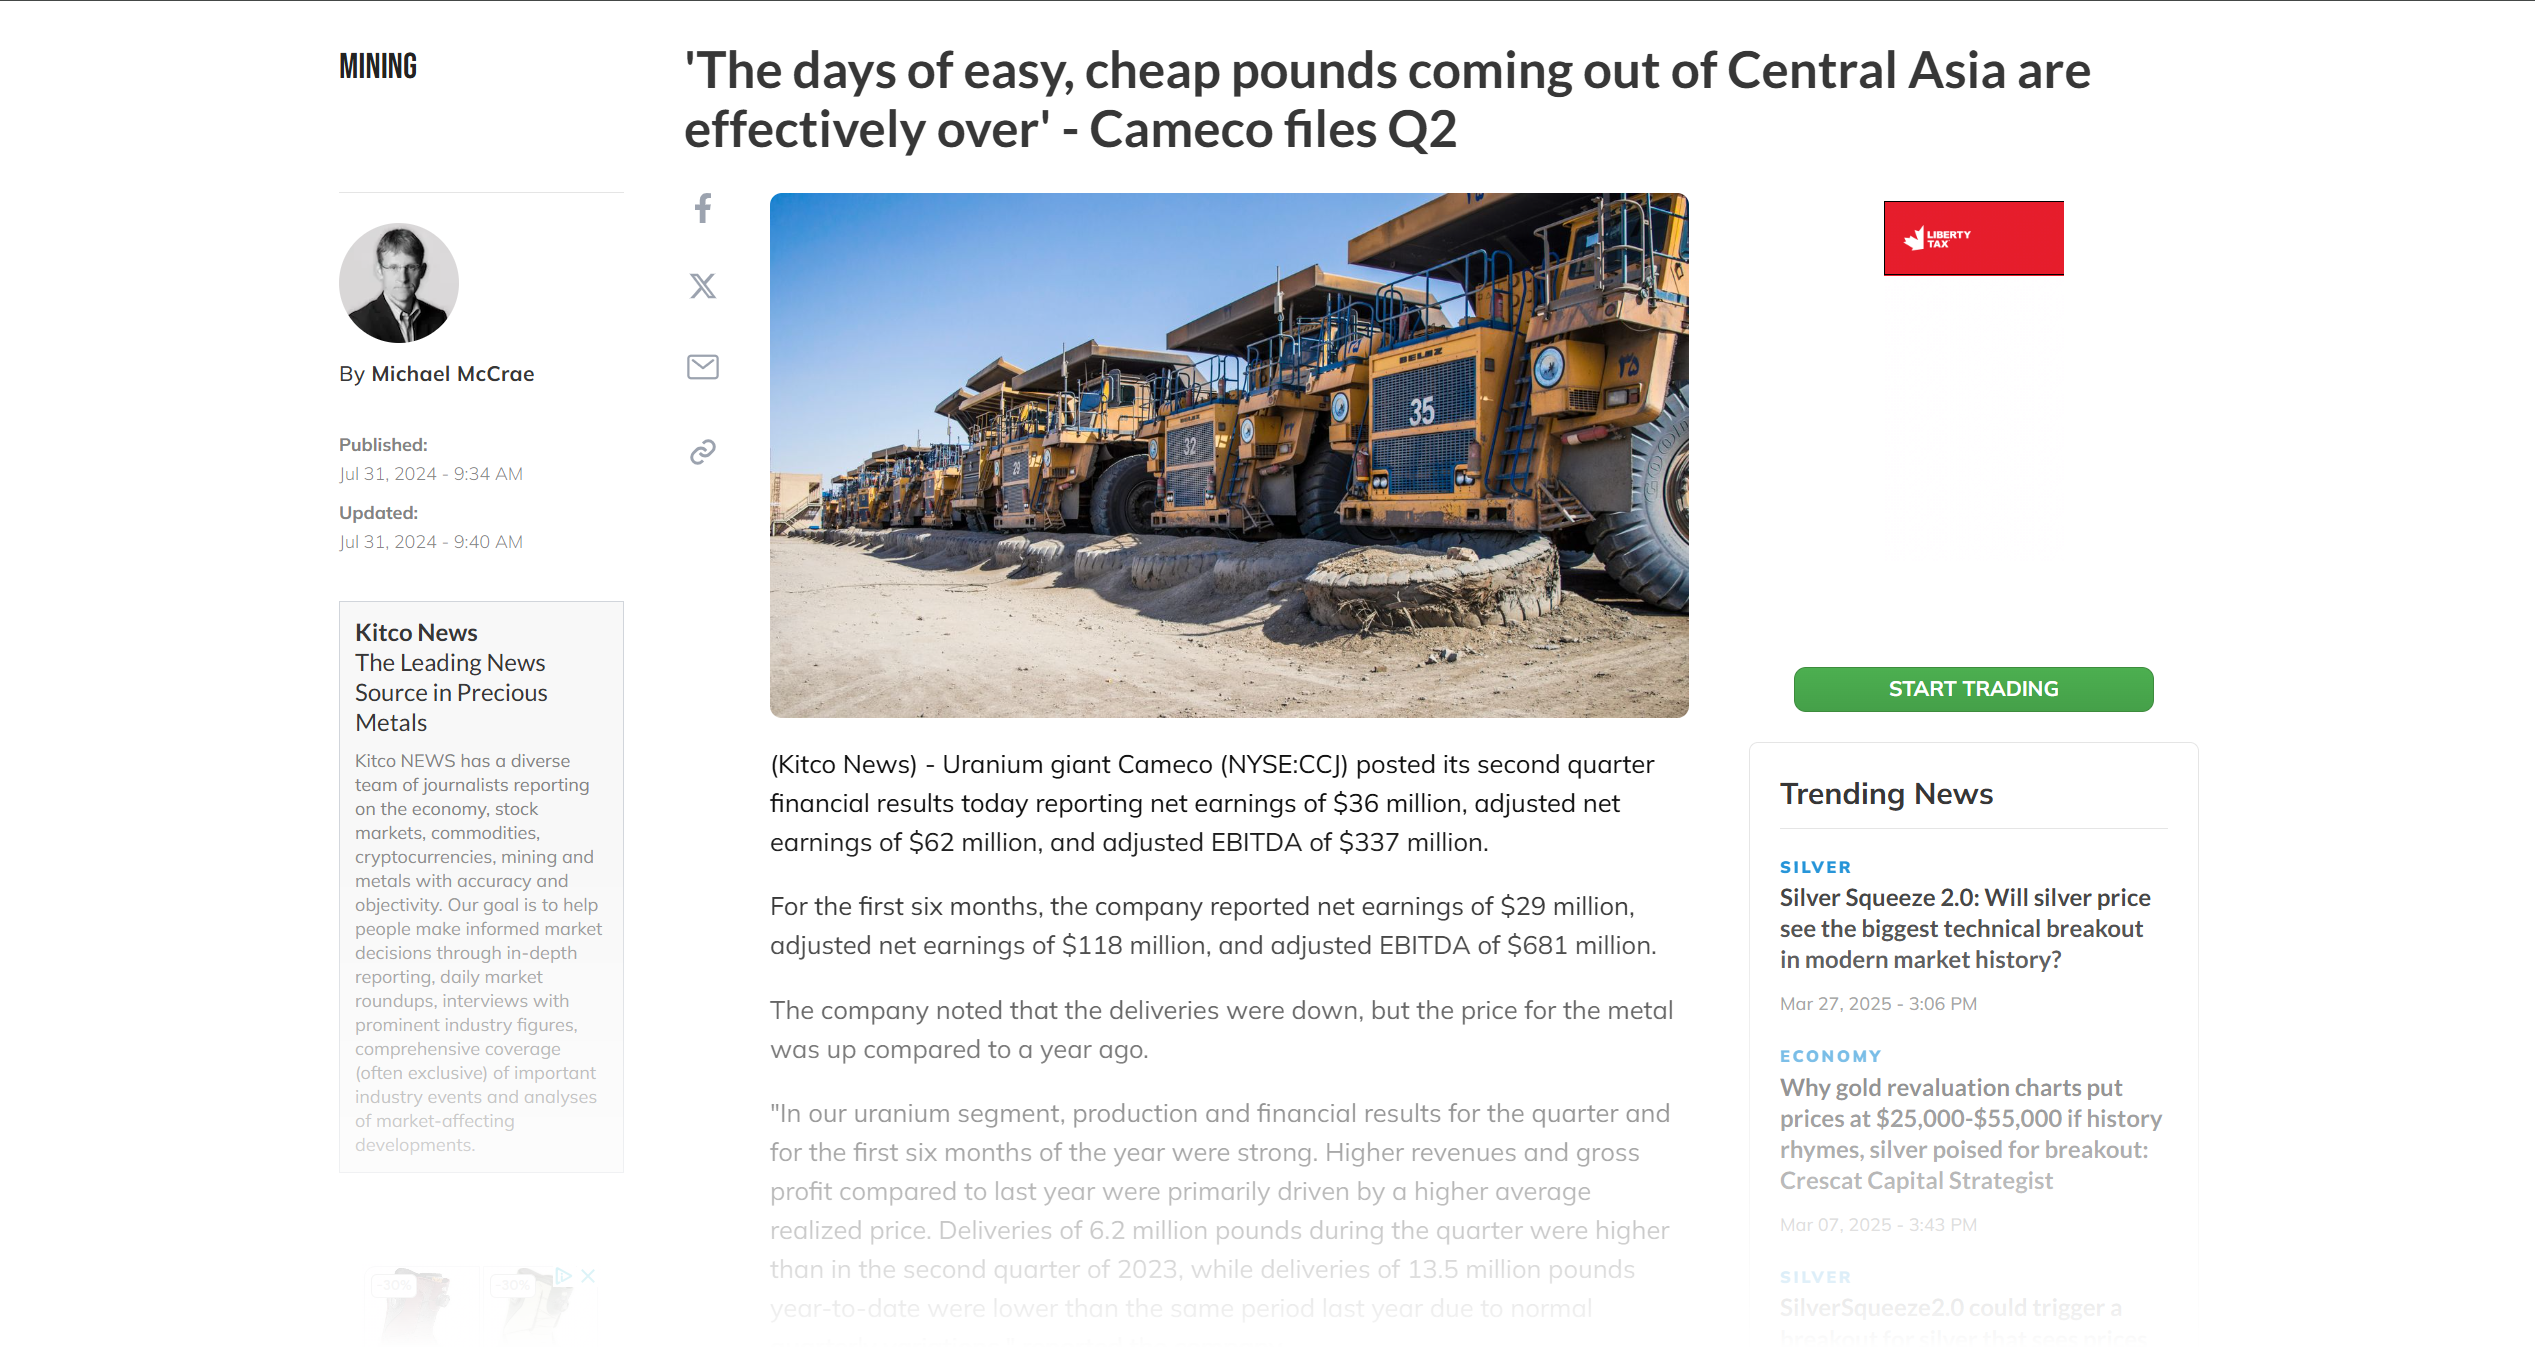 MINING
'The days of easy, cheap pounds coming out of Central Asia are
effectively over' - Cameco files Q2
By Michael McCrae
Published:
Jul 31, 2024 - 9:34 AM
Updated:
Jul 31, 2024 - 9:40 AM
Kitco News
The Leading News
Source in Precious
Metals
Kitco NEWS has a diverse
team of journalists reporting
on the economy, stock
markets, commodities,
cryptocurrencies, mining and
metals with accuracy and
objectivity. Our goal is to help
people make informed market
decisions through in-depth
reporting, daily market
roundups, interviews with
prominent industry figures,
comprehensive coverage
(often exclusive) of important
industry events and analyses
of market-affecting
developments.
-30%
-30%
BELAZ
35
۳۵
32
29
(Kitco News) - Uranium giant Cameco (NYSE:CCJ) posted its second quarter
financial results today reporting net earnings of $36 million, adjusted net
earnings of $62 million, and adjusted EBITDA of $337 million.
For the first six months, the company reported net earnings of $29 million,
adjusted net earnings of $118 million, and adjusted EBITDA of $681 million.
The company noted that the deliveries were down, but the price for the metal
was up compared to a year ago.
"In our uranium segment, production and financial results for the quarter and
for the first six months of the year were strong. Higher revenues and gross
profit compared to last year were primarily driven by a higher average
realized price. Deliveries of 6.2 million pounds during the quarter were higher
than in the second quarter of 2023, while deliveries of 13.5 million pounds
year-to-date were lower than the same period last year due to normal
LIBERTY
TAX
START TRADING
Trending News
SILVER
Silver Squeeze 2.0: Will silver price
see the biggest technical breakout
in modern market history?
Mar 27, 2025 - 3:06 PM
ECONOMY
Why gold revaluation charts put
prices at $25,000-$55,000 if history
rhymes, silver poised for breakout:
Crescat Capital Strategist
Mar 07, 2025 - 3:43 PM
SILVER
SilverSqueeze2.0 could trigger a
breakout for silver that sees prices